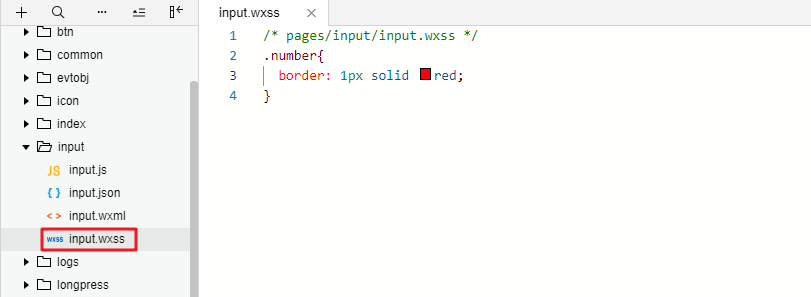 btn
common
evtobj
icon
index
input
JS input.js
{ } input.json
< > input.wxml
wxss input.wxss
logs
longpress
input.wxss ×
1 /* pages/input/input.wxss */
2 .number{
3 border: 1px solid red;
4 }